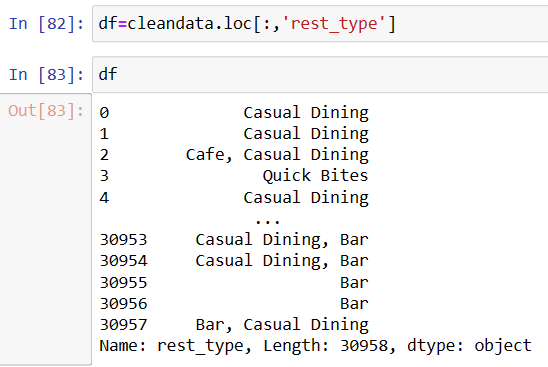 In [82]: df=cleandata.loc[:,'rest_type']
In [83]: df
Out[83]:
0 Casual Dining
1 Casual Dining
2 Cafe, Casual Dining
3 Quick Bites
4 Casual Dining
...
30953 Casual Dining, Bar
30954 Casual Dining, Bar
30955 Bar
30956 Bar
30957 Bar, Casual Dining
Name: rest_type, Length: 30958, dtype: object